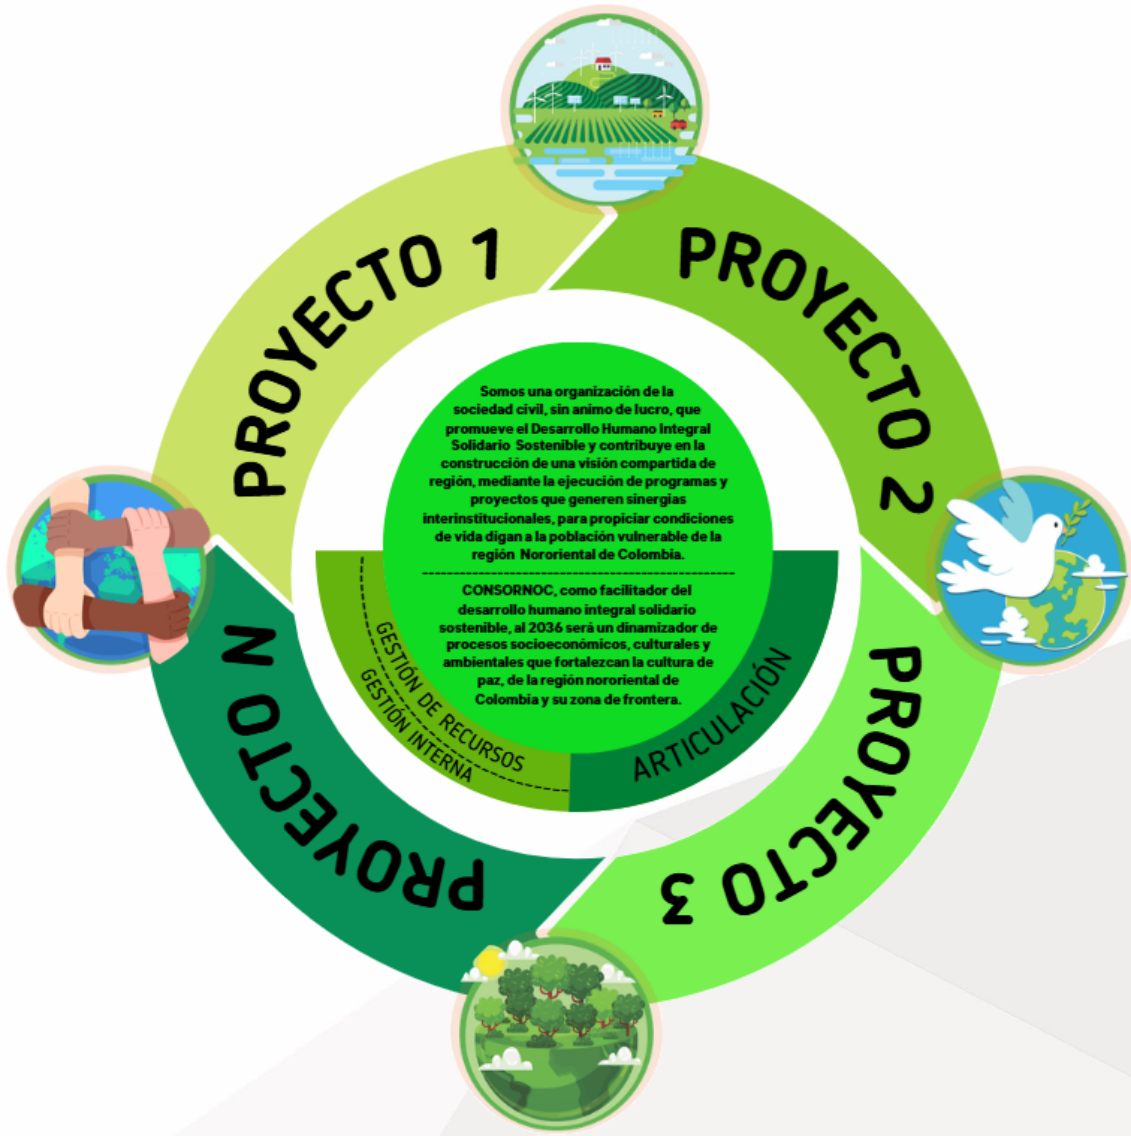 PROYECTO 1
PROYECTO 2
PROYECTO 3
PROYECTO N
Somos una organización de la
sociedad civil, sin animo de lucro, que
promueve el Desarrollo Humano Integral
Solidario Sostenible y contribuye en la
construcción de una visión compartida de
región, mediante la ejecución de programas y
proyectos que generen sinergias
interinstitucionales, para propiciar condiciones
de vida digan a la población vulnerable de la
región Nororiental de Colombia.
CONSORNOC, como facilitador del
desarrollo humano integral solidario
sostenible, al 2036 será un dinamizador de
procesos socioeconómicos, culturales y
ambientales que fortalezcan la cultura de
paz, de la región nororiental de
Colombia y su zona de frontera.
GESTIÓN DE RECURSOS
GESTIÓN INTERNA
ARTICULACIÓN